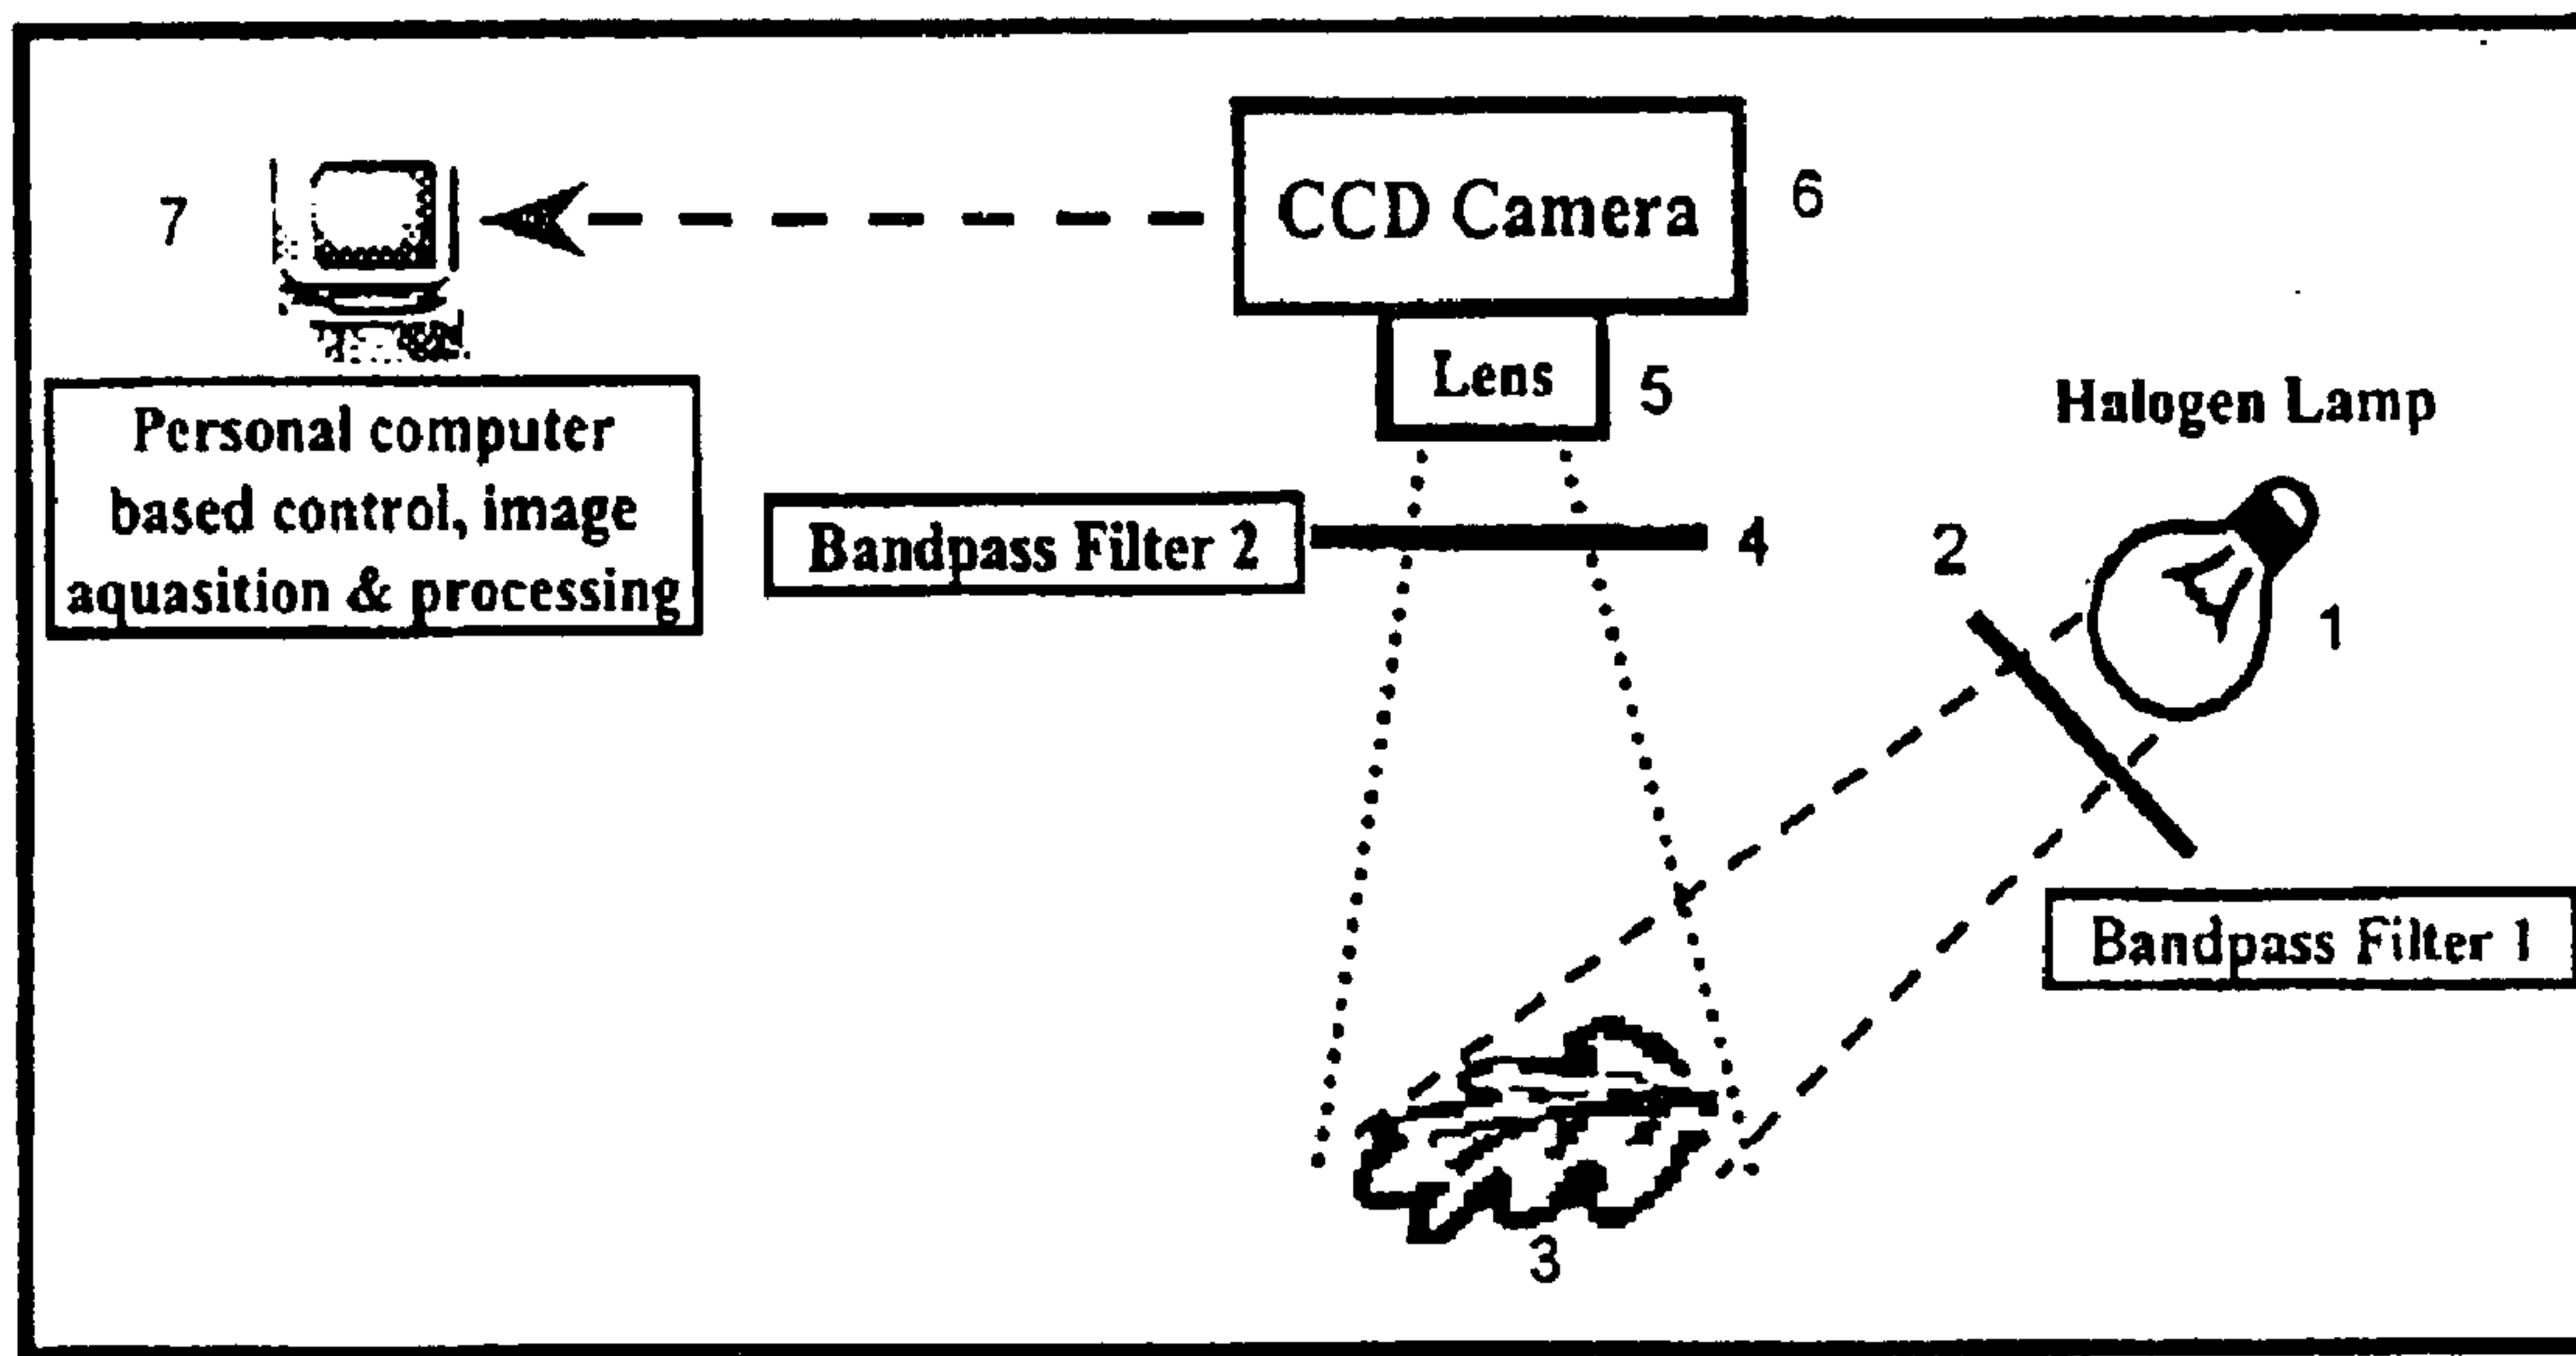 7
CCD Camera
6
Lens
5
Halogen Lamp
Personal computer
based control, image
aquasition & processing
Bandpass Filter 2
4
2
1
Bandpass Filter 1
3